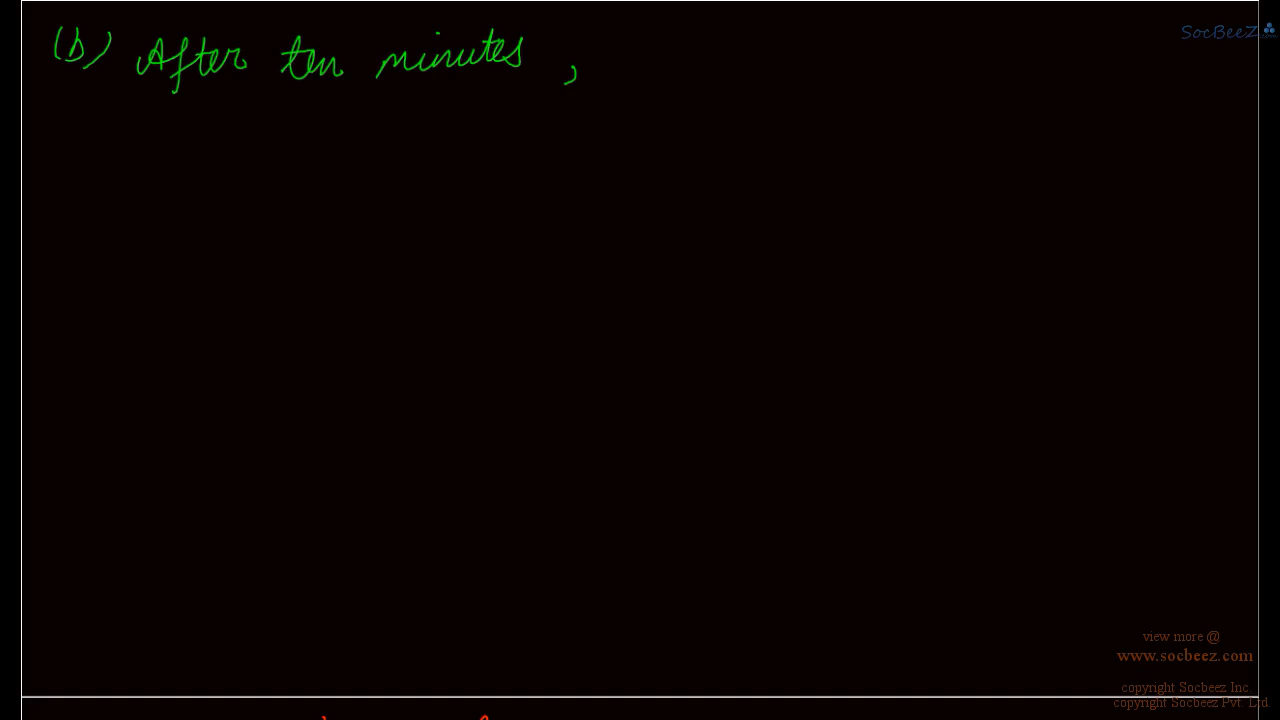 SocBeeZ
(b) After ten minutes ,
view more @
www.socbeez.com
copyright Socbeez Inc.
copyright Socbeez Pvt. Ltd.